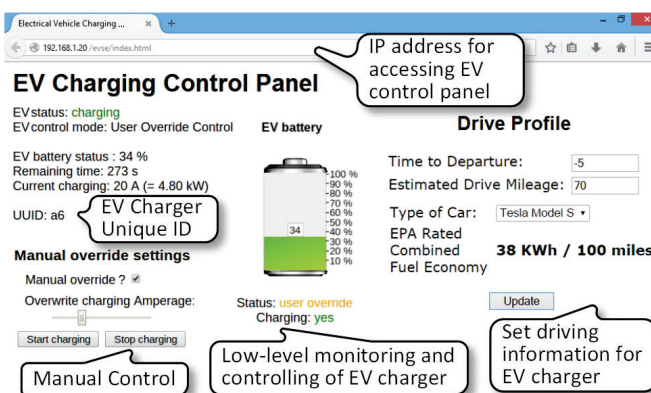 Electrical Vehicle Charging ...
192.168.1.20/evse/index.html
IP address for
accessing EV
control panel
EV Charging Control Panel
EV status: charging
EV control mode: User Override Control
EV battery status : 34 %
Remaining time: 273 s
Current charging: 20 A (= 4.80 kW)
UUID: a6
EV Charger
Unique ID
Manual override settings
Manual override ?
Overwrite charging Amperage:
Start charging
Stop charging
Manual Control
EV battery
100 %
90 %
80 %
70 %
60 %
50 %
40 %
30 %
20 %
10 %
34
Status: user override
Charging: yes
Low-level monitoring and
controlling of EV charger
Drive Profile
Time to Departure: -5
Estimated Drive Mileage: 70
Type of Car: Tesla Model S
EPA Rated
Combined 38 KWh / 100 miles
Fuel Economy
Update
Set driving
information for
EV charger